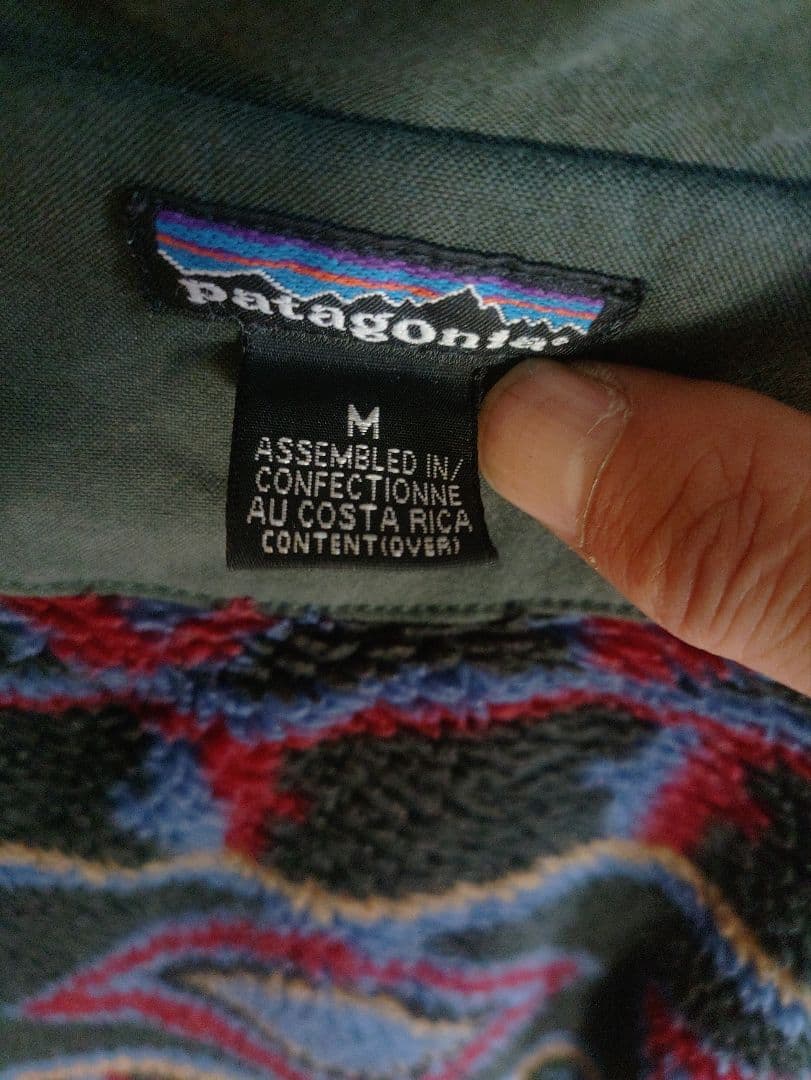 patagonia®
M
ASSEMBLED IN/
CONFECTIONNE
AU COSTA RICA
CONTENT(OVER)